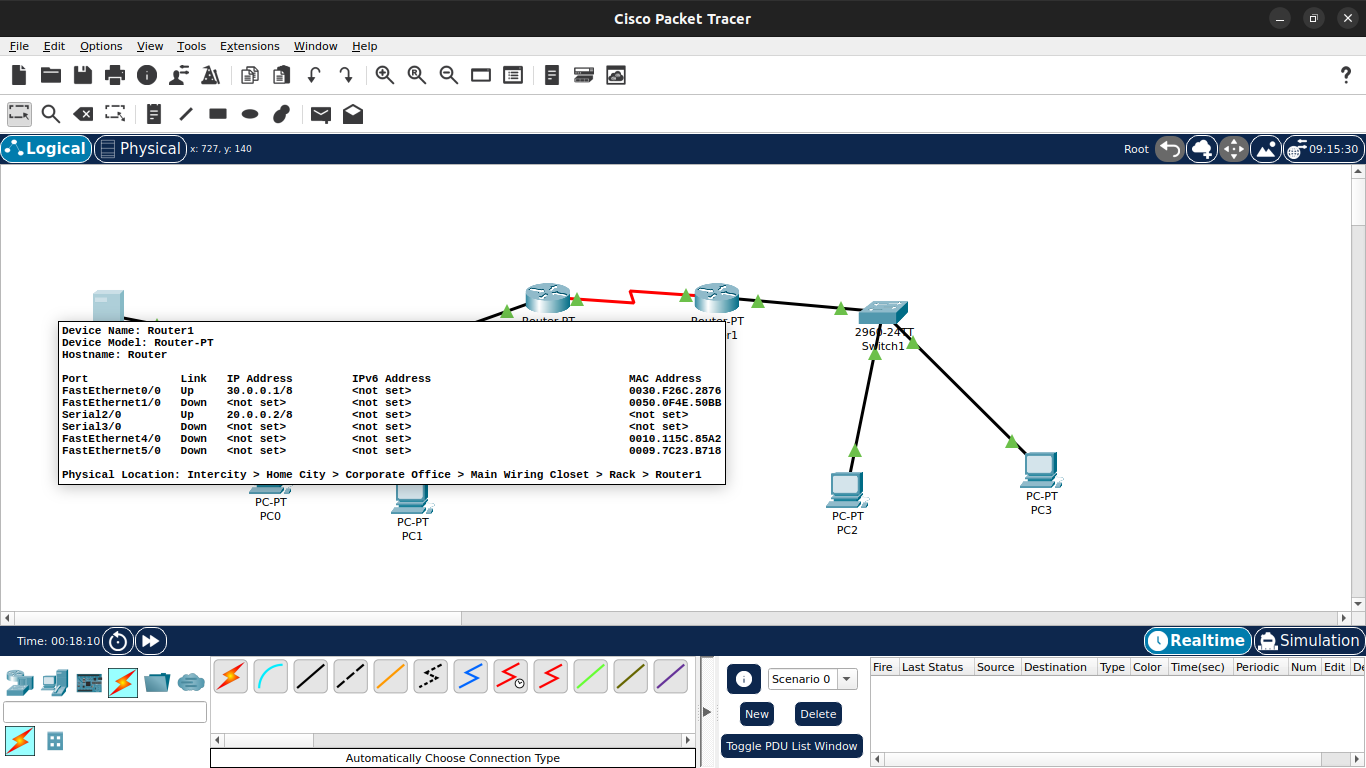 Cisco Packet Tracer
File Edit Options View Tools Extensions Window Help
Logical Physical x: 727, y: 140 Root 09:15:30
Router-PT Router-PT
r1
2960-24TT
Switch1
Device Name: Router1
Device Model: Router-PT
Hostname: Router
Port Link IP Address IPv6 Address MAC Address
FastEthernet0/0 Up 30.0.0.1/8 <not set> 0030.F26C.2876
FastEthernet1/0 Down <not set> <not set> 0050.0F4E.50BB
Serial2/0 Up 20.0.0.2/8 <not set> <not set>
Serial3/0 Down <not set> <not set> <not set>
FastEthernet4/0 Down <not set> <not set> 0010.115C.85A2
FastEthernet5/0 Down <not set> <not set> 0009.7C23.B718
Physical Location: Intercity > Home City > Corporate Office > Main Wiring Closet > Rack > Router1
PC-PT
PC0
PC-PT
PC1
PC-PT
PC2
PC-PT
PC3
Time: 00:18:10 Realtime Simulation
Scenario 0
New Delete
Toggle PDU List Window
Fire Last Status Source Destination Type Color Time(sec) Periodic Num Edit De
Automatically Choose Connection Type